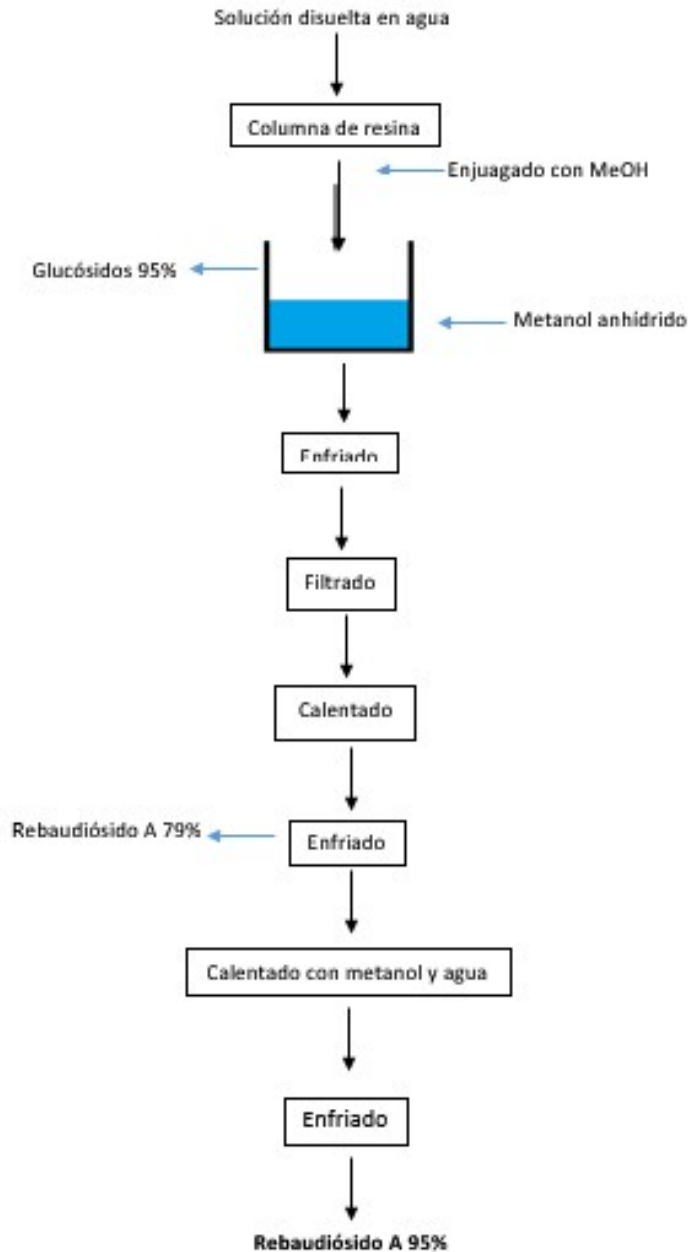 Solución disuelta en agua
Columna de resina
Enjuagado con MeOH
Glucósidos 95%
Metanol anhídrido
Enfriado
Filtrado
Calentado
Rebaudiósido A 79%
Enfriado
Calentado con metanol y agua
Enfriado
Rebaudiósido A 95%